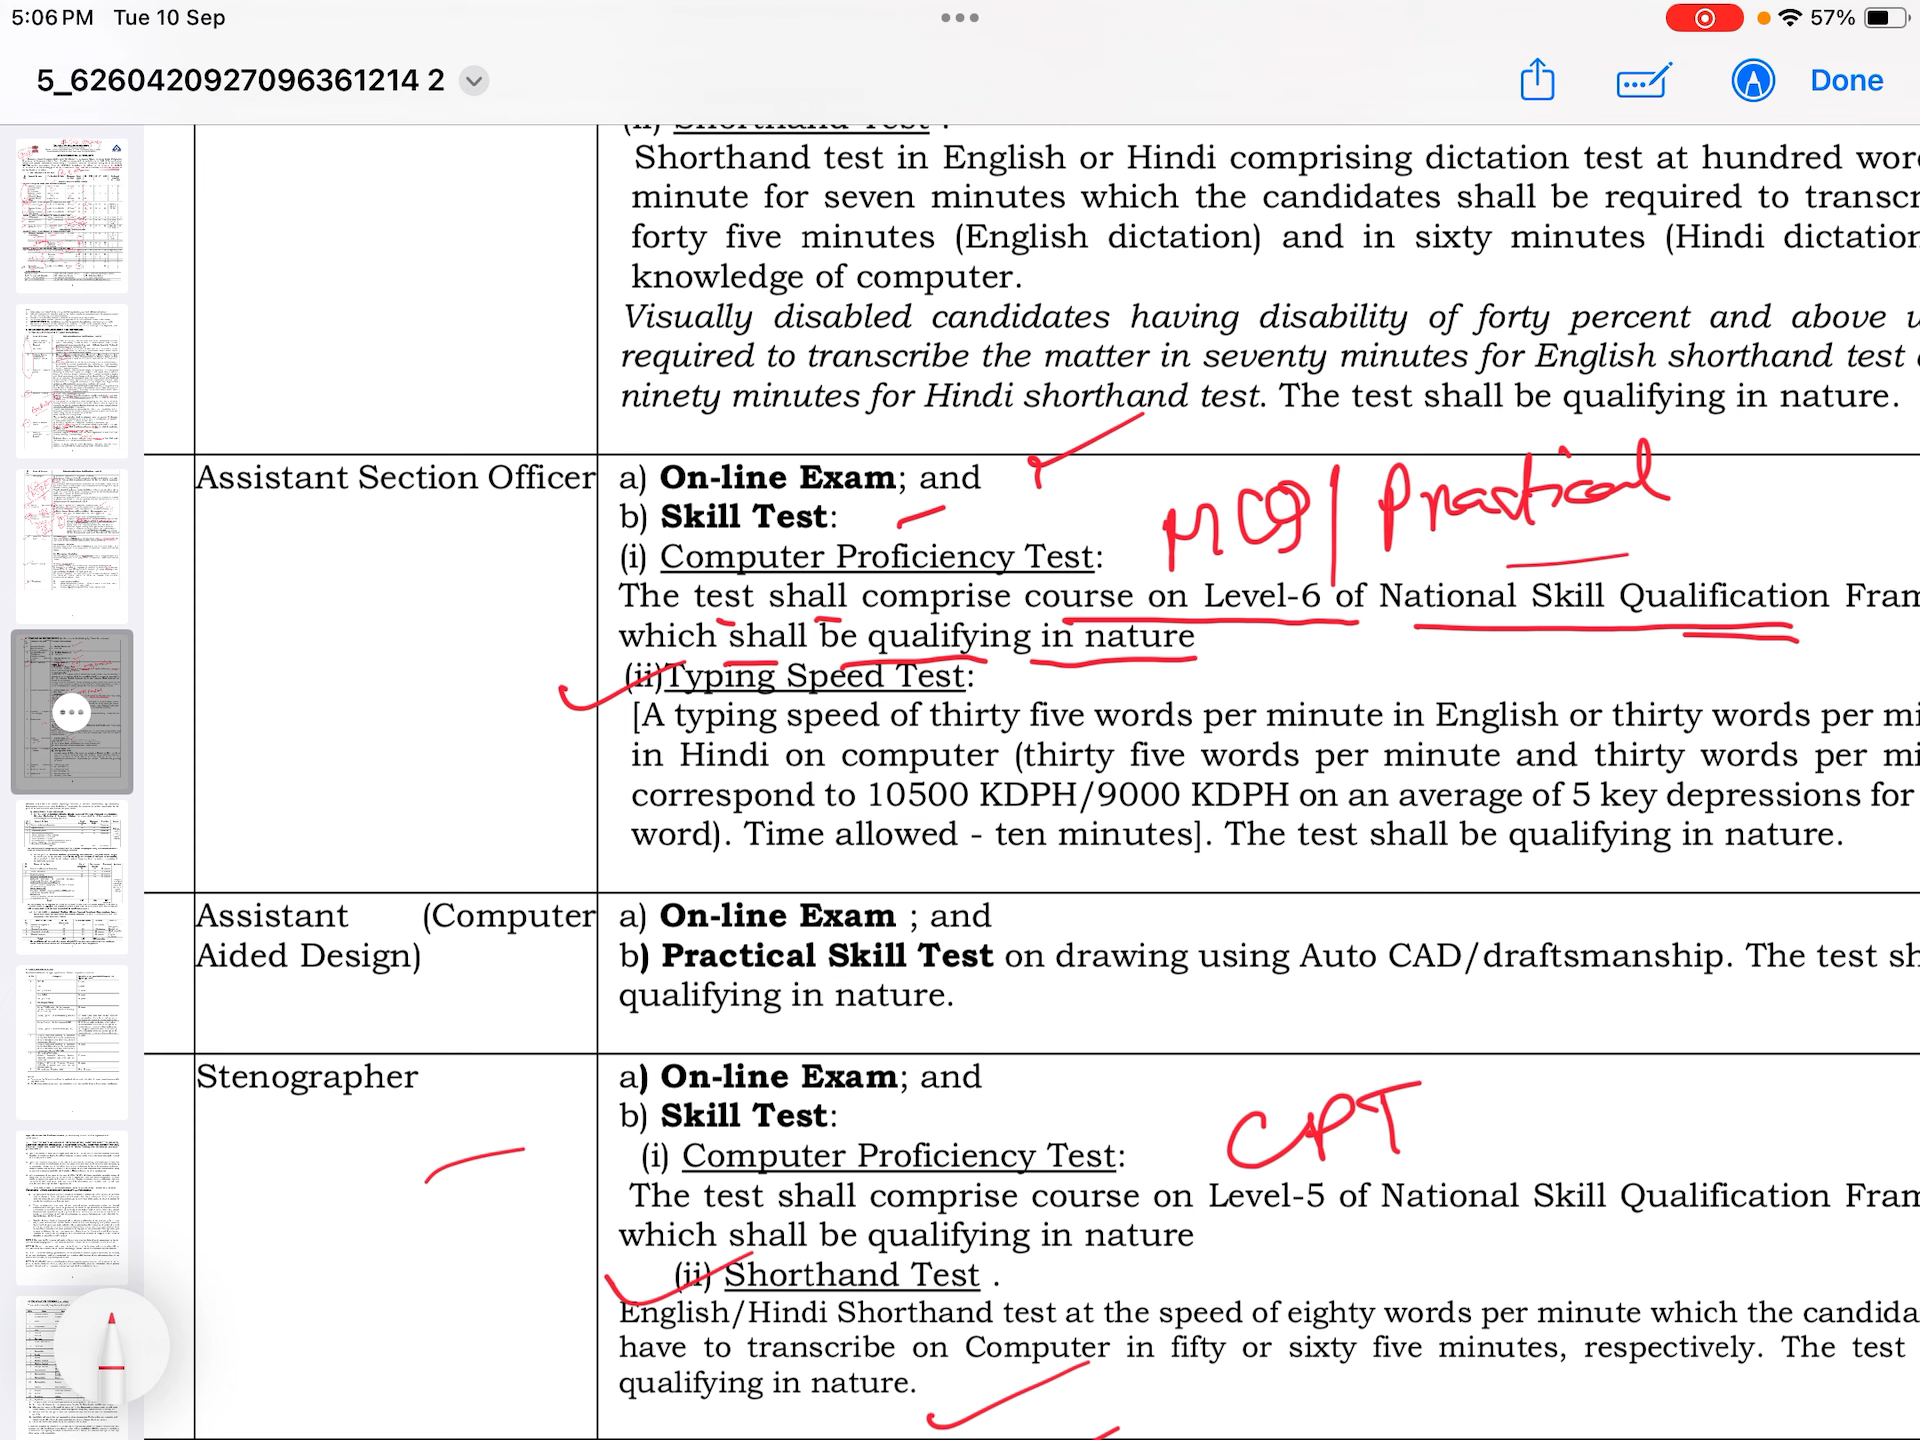 5:06 PM Tue 10 Sep
57%
5_6260420927096361214 2
Done
(ii) Shorthand Test :
Shorthand test in English or Hindi comprising dictation test at hundred
minute for seven minutes which the candidates shall be required to
forty five minutes (English dictation) and in sixty minutes (Hindi
knowledge of computer.
Visually disabled candidates having disability of forty percent and above
required to transcribe the matter in seventy minutes for English shorthand test
ninety minutes for Hindi shorthand test. The test shall be qualifying in nature.
Assistant Section Officer
a) On-line Exam; and
b) Skill Test:
MCQ | Practical
(i) Computer Proficiency Test:
The test shall comprise course on Level-6 of National Skill Qualification
which shall be qualifying in nature
(ii)Typing Speed Test:
[A typing speed of thirty five words per minute in English or thirty words per
in Hindi on computer (thirty five words per minute and thirty words per
correspond to 10500 KDPH/9000 KDPH on an average of 5 key depressions for
word). Time allowed - ten minutes]. The test shall be qualifying in nature.
Assistant (Computer
Aided Design)
a) On-line Exam ; and
b) Practical Skill Test on drawing using Auto CAD/draftsmanship. The test
qualifying in nature.
Stenographer
a) On-line Exam; and
b) Skill Test:
CPT
(i) Computer Proficiency Test:
The test shall comprise course on Level-5 of National Skill Qualification
which shall be qualifying in nature
(ii) Shorthand Test .
English/Hindi Shorthand test at the speed of eighty words per minute which the
have to transcribe on Computer in fifty or sixty five minutes, respectively. The test
qualifying in nature.